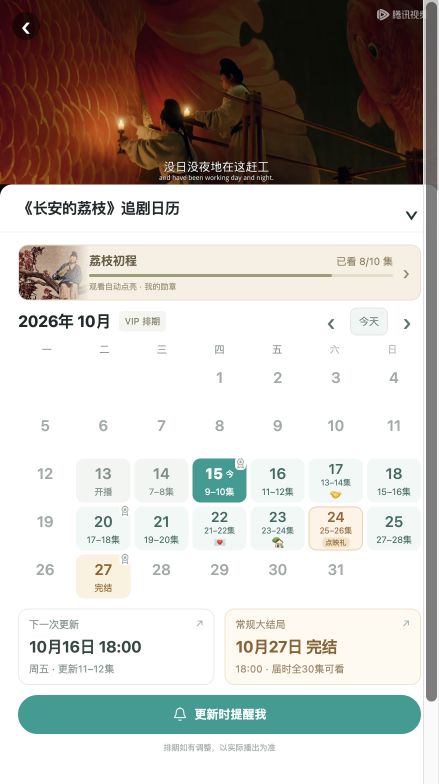 腾讯视频
没日没夜地在这赶工
and have been working day and night.
《长安的荔枝》追剧日历
荔枝初程
已看 8/10 集
观看自动点亮 · 我的勋章
2026年 10月
VIP 排期
今天
一 二 三 四 五 六 日
1 2 3 4
5 6 7 8 9 10 11
12 13 14 15 今 16 17 18
开播 7–8集 9–10集 11–12集 13–14集 15–16集
19 20 21 22 23 24 25
17–18集 19–20集 21–22集 23–24集 25–26集 27–28集
点映礼
26 27 28 29 30 31
完结
下一次更新
10月16日 18:00
周五 · 更新11–12集
常规大结局
10月27日 完结
18:00 · 届时全30集可看
更新时提醒我
排期如有调整，以实际播出为准